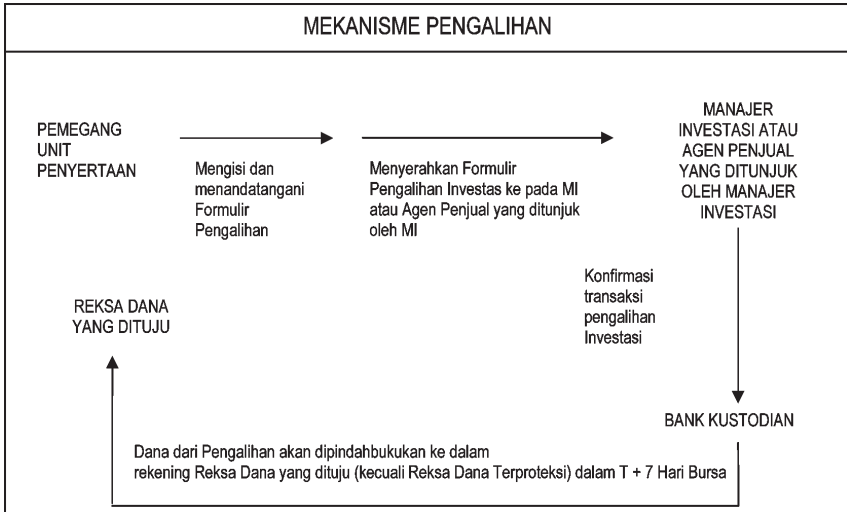 MEKANISME PENGALIHAN
PEMEGANG
UNIT
PENYERTAAN
Mengisi dan
menandatangani
Formulir
Pengalihan
Menyerahkan Formulir
Pengalihan Investas ke pada MI
atau Agen Penjual yang ditunjuk
oleh MI
MANAJER
INVESTASI ATAU
AGEN PENJUAL
YANG DITUNJUK
OLEH MANAJER
INVESTASI
Konfirmasi
transaksi
pengalihan
Investasi
BANK KUSTODIAN
Dana dari Pengalihan akan dipindahbukukan ke dalam
rekening Reksa Dana yang dituju (kecuali Reksa Dana Terproteksi) dalam T + 7 Hari Bursa
REKSA DANA
YANG DITUJU